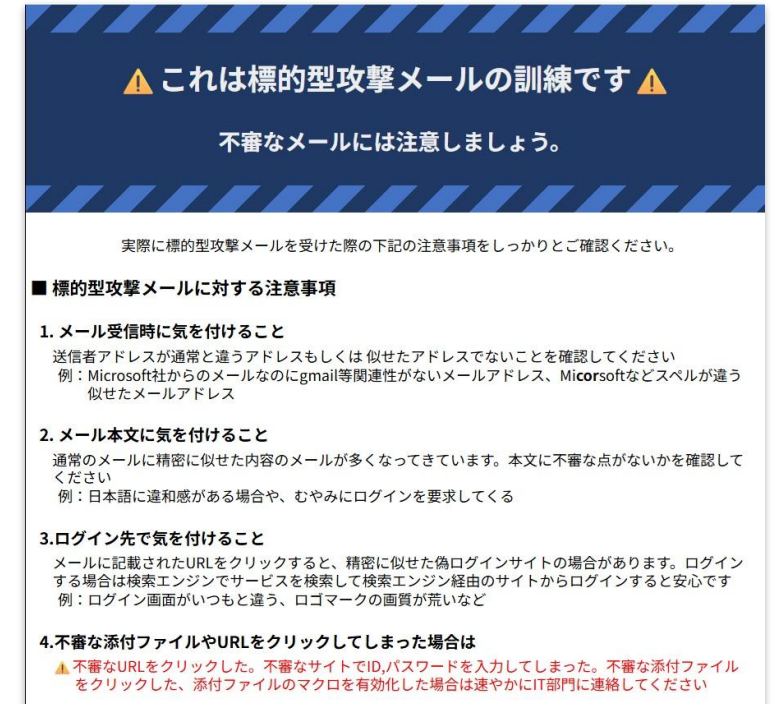 ⚠ これは標的型攻撃メールの訓練です ⚠
不審なメールには注意しましょう。
実際に標的型攻撃メールを受けた際の下記の注意事項をしっかりとご確認ください。
■ 標的型攻撃メールに対する注意事項
1. メール受信時に気を付けること
送信者アドレスが通常と違うアドレスもしくは 似せたアドレスでないことを確認してください
例：Microsoft社からのメールなのにgmail等関連性がないメールアドレス、Micorsoftなどスペルが違う
似せたメールアドレス
2. メール本文に気を付けること
通常のメールに精密に似せた内容のメールが多くなってきています。本文に不審な点がないかを確認して
ください
例：日本語に違和感がある場合や、むやみにログインを要求してくる
3.ログイン先で気を付けること
メールに記載されたURLをクリックすると、精密に似せた偽ログインサイトの場合があります。ログイン
する場合は検索エンジンでサービスを検索して検索エンジン経由のサイトからログインすると安心です
例：ログイン画面がいつもと違う、ロゴマークの画質が荒いなど
4.不審な添付ファイルやURLをクリックしてしまった場合は
⚠ 不審なURLをクリックした。不審なサイトでID,パスワードを入力してしまった。不審な添付ファイル
をクリックした、添付ファイルのマクロを有効化した場合は速やかにIT部門に連絡してください